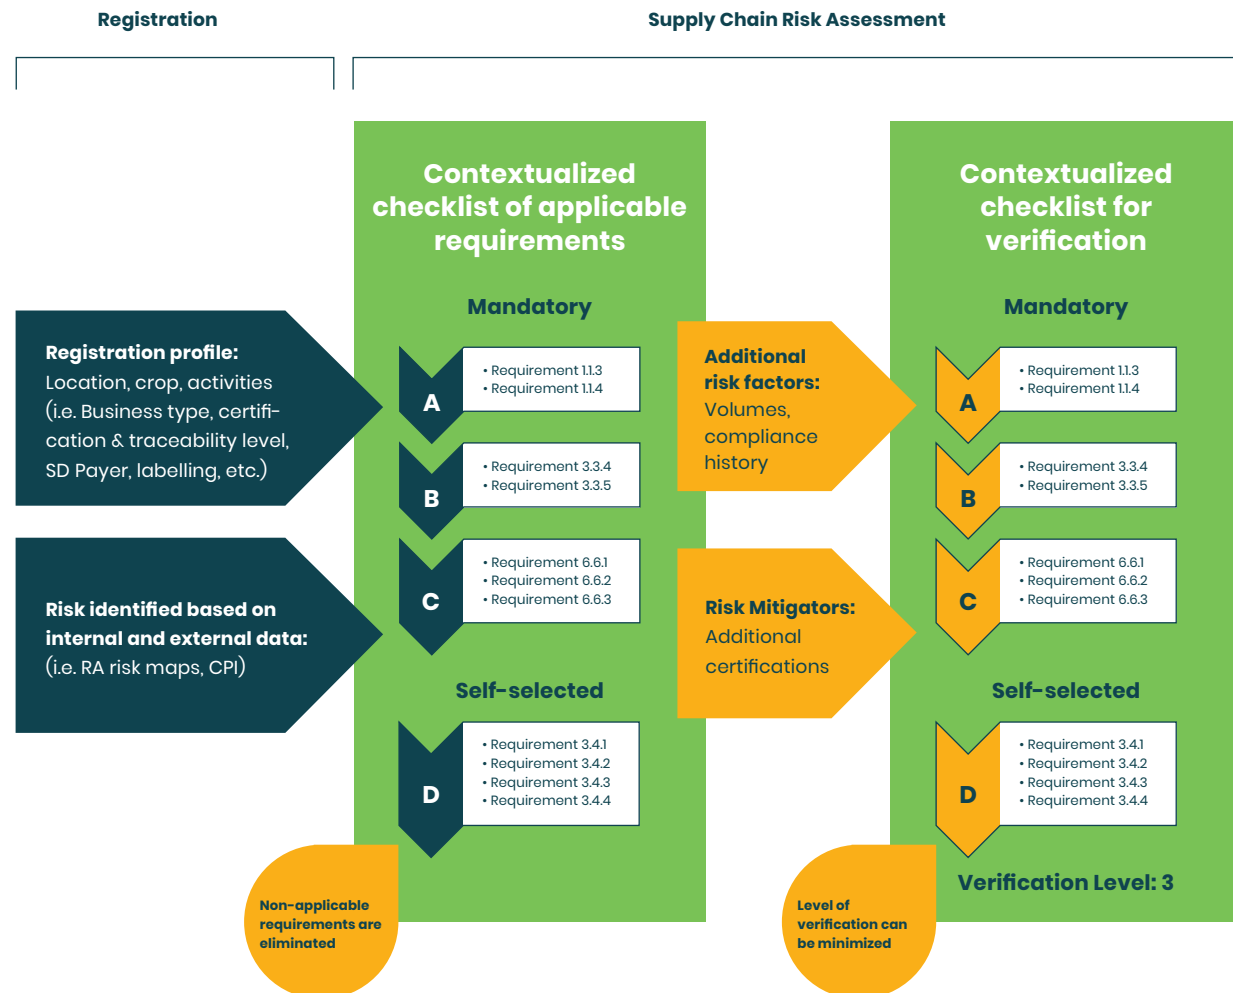 Registration
Supply Chain Risk Assessment
Registration profile:
Location, crop, activities
(i.e. Business type, certifi-
cation & traceability level,
SD Payer, labelling, etc.)
Risk identified based on
internal and external data:
(i.e. RA risk maps, CPI)
Contextualized
checklist of applicable
requirements
Mandatory
A
• Requirement 1.1.3
• Requirement 1.1.4
B
• Requirement 3.3.4
• Requirement 3.3.5
C
• Requirement 6.6.1
• Requirement 6.6.2
• Requirement 6.6.3
Self-selected
D
• Requirement 3.4.1
• Requirement 3.4.2
• Requirement 3.4.3
• Requirement 3.4.4
Non-applicable
requirements are
eliminated
Additional
risk factors:
Volumes,
compliance
history
Risk Mitigators:
Additional
certifications
Contextualized
checklist for
verification
Mandatory
A
• Requirement 1.1.3
• Requirement 1.1.4
B
• Requirement 3.3.4
• Requirement 3.3.5
C
• Requirement 6.6.1
• Requirement 6.6.2
• Requirement 6.6.3
Self-selected
D
• Requirement 3.4.1
• Requirement 3.4.2
• Requirement 3.4.3
• Requirement 3.4.4
Verification Level: 3
Level of
verification can
be minimized